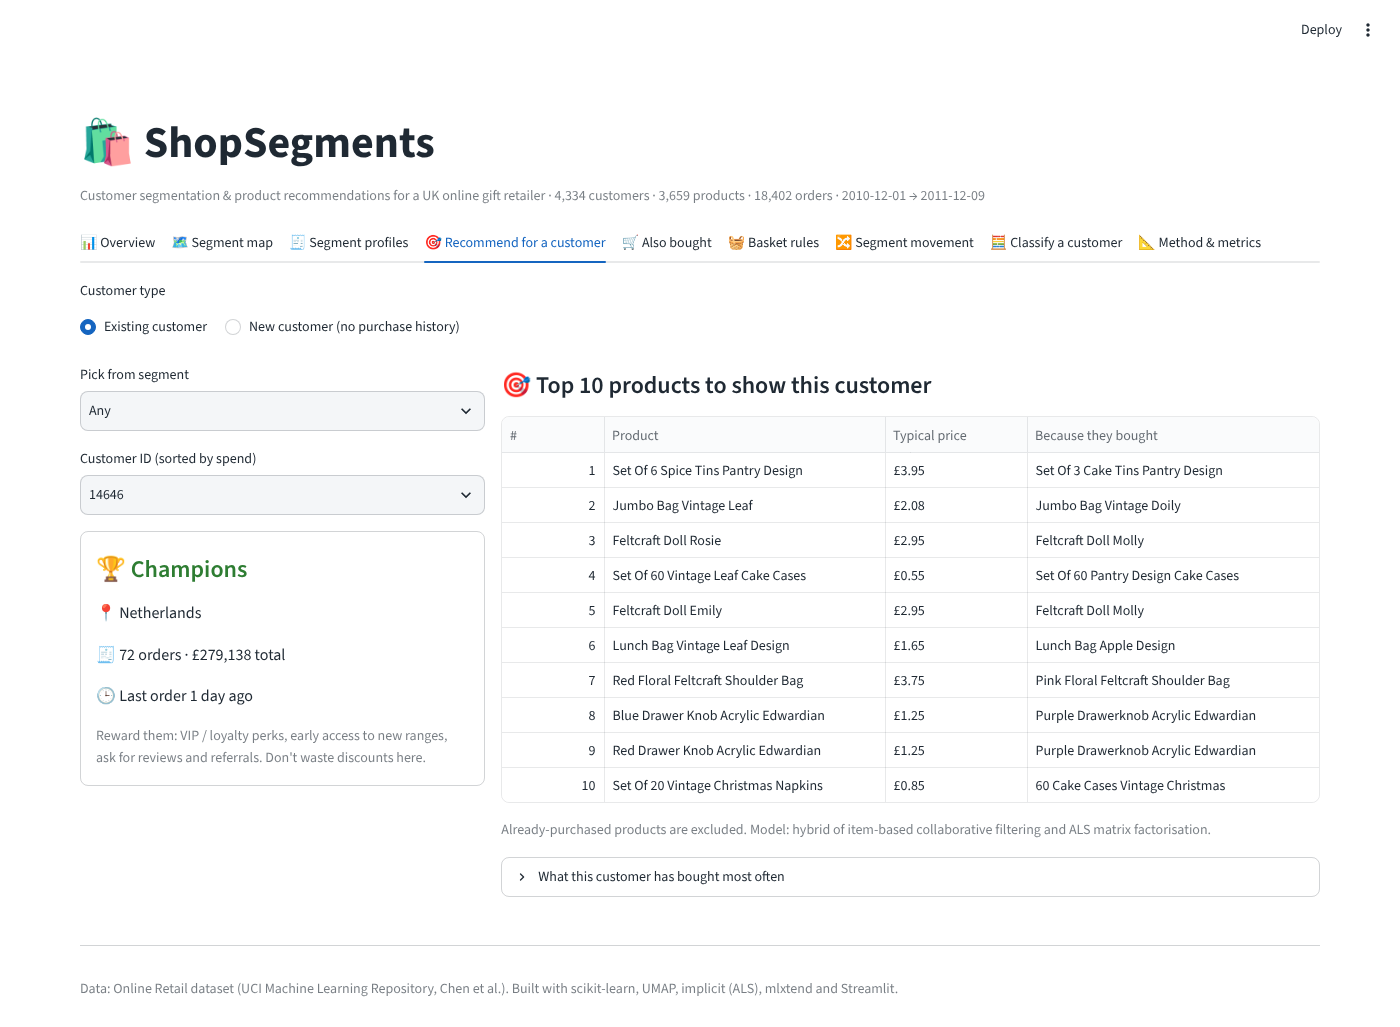 Deploy
ShopSegments
Customer segmentation & product recommendations for a UK online gift retailer · 4,334 customers · 3,659 products · 18,402 orders · 2010-12-01 → 2011-12-09
Overview Segment map Segment profiles Recommend for a customer Also bought Basket rules Segment movement Classify a customer Method & metrics
Customer type
Existing customer New customer (no purchase history)
Pick from segment
Any
Customer ID (sorted by spend)
14646
Champions
Netherlands
72 orders · £279,138 total
Last order 1 day ago
Reward them: VIP / loyalty perks, early access to new ranges,
ask for reviews and referrals. Don't waste discounts here.
Top 10 products to show this customer
# Product Typical price Because they bought
1 Set Of 6 Spice Tins Pantry Design £3.95 Set Of 3 Cake Tins Pantry Design
2 Jumbo Bag Vintage Leaf £2.08 Jumbo Bag Vintage Doily
3 Feltcraft Doll Rosie £2.95 Feltcraft Doll Molly
4 Set Of 60 Vintage Leaf Cake Cases £0.55 Set Of 60 Pantry Design Cake Cases
5 Feltcraft Doll Emily £2.95 Feltcraft Doll Molly
6 Lunch Bag Vintage Leaf Design £1.65 Lunch Bag Apple Design
7 Red Floral Feltcraft Shoulder Bag £3.75 Pink Floral Feltcraft Shoulder Bag
8 Blue Drawer Knob Acrylic Edwardian £1.25 Purple Drawerknob Acrylic Edwardian
9 Red Drawer Knob Acrylic Edwardian £1.25 Purple Drawerknob Acrylic Edwardian
10 Set Of 20 Vintage Christmas Napkins £0.85 60 Cake Cases Vintage Christmas
Already-purchased products are excluded. Model: hybrid of item-based collaborative filtering and ALS matrix factorisation.
What this customer has bought most often
Data: Online Retail dataset (UCI Machine Learning Repository, Chen et al.). Built with scikit-learn, UMAP, implicit (ALS), mlxtend and Streamlit.